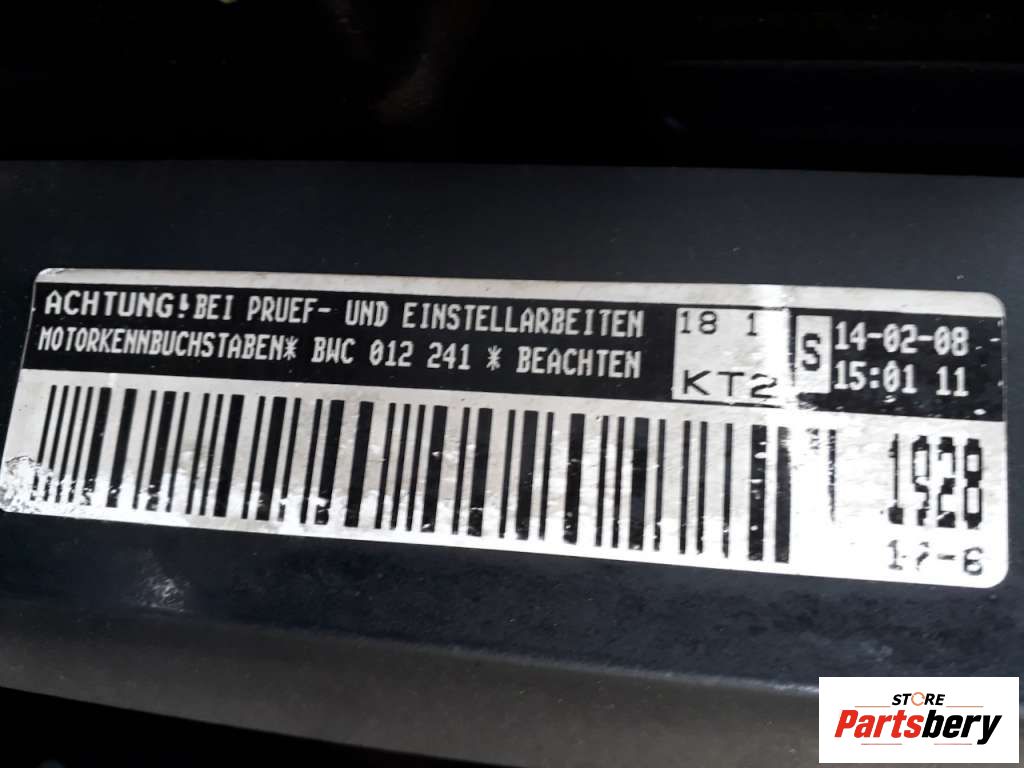 ACHTUNG! BEI PRUEF- UND EINSTELLARBEITEN
MOTORKENNBUCHSTABEN* BWC 012 241 * BEACHTEN
18 1
KT2
S
14-02-08
15:01 11
STORE
Partsbery